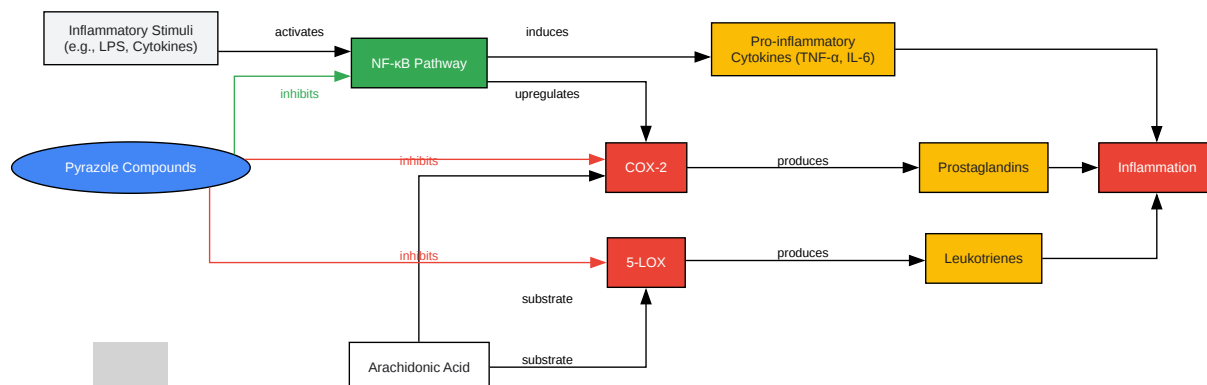 Inflammatory Stimuli
(e.g., LPS, Cytokines)
activates
NF-κB Pathway
induces
Pro-inflammatory
Cytokines (TNF-α, IL-6)
inhibits
upregulates
Pyrazole Compounds
inhibits
COX-2
produces
Prostaglandins
Inflammation
inhibits
5-LOX
produces
Leukotrienes
substrate
Arachidonic Acid
substrate